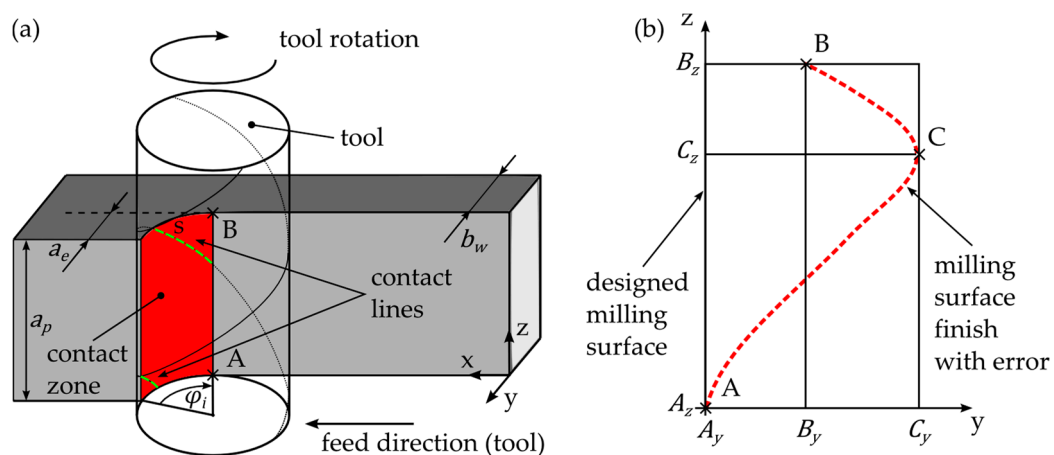 (a)
tool rotation
tool
s
B
a_e
b_w
contact
lines
a_p
contact
zone
A
z
x
y
φ_i
feed direction (tool)
(b)
z
B
B_z
C
C_z
designed
milling
surface
milling
surface
finish
with error
A
A_z
A_y
B_y
C_y
y